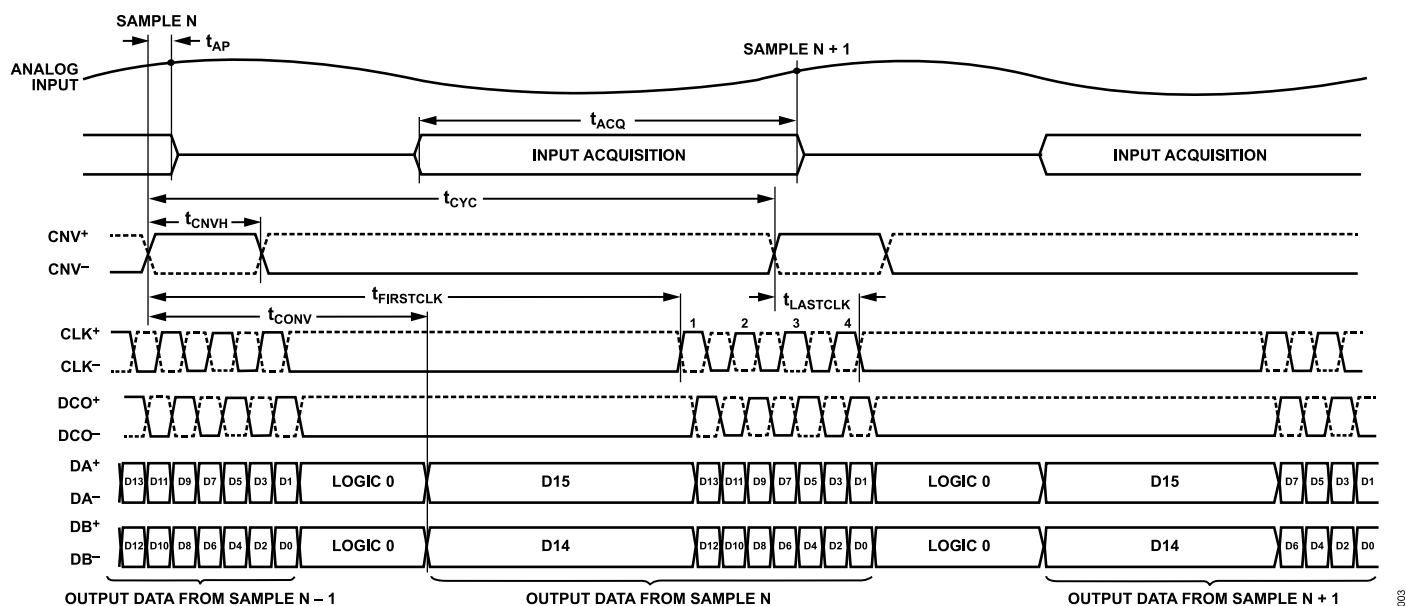 SAMPLE N
tAP
SAMPLE N + 1
ANALOG
INPUT
tACQ
INPUT ACQUISITION INPUT ACQUISITION
tCYC
tCNVH
CNV+
CNV–
tFIRSTCLK tLASTCLK
tCONV
CLK+ 1 2 3 4
CLK–
DCO+
DCO–
DA+
D13 D11 D9 D7 D5 D3 D1 LOGIC 0 D15 D13 D11 D9 D7 D5 D3 D1 LOGIC 0 D15 D7 D5 D3 D1
DA–
DB+
D12 D10 D8 D6 D4 D2 D0 LOGIC 0 D14 D12 D10 D8 D6 D4 D2 D0 LOGIC 0 D14 D6 D4 D2 D0
DB–
OUTPUT DATA FROM SAMPLE N – 1 OUTPUT DATA FROM SAMPLE N OUTPUT DATA FROM SAMPLE N + 1
003